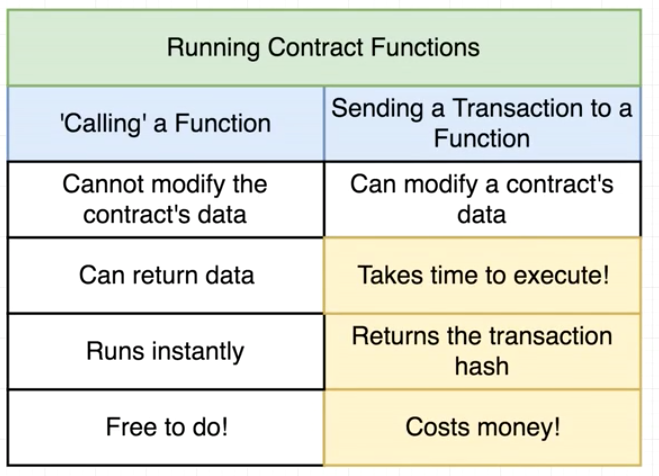 Running Contract Functions
'Calling' a Function
Sending a Transaction to a
Function
Cannot modify the
contract's data
Can modify a contract's
data
Can return data
Takes time to execute!
Runs instantly
Returns the transaction
hash
Free to do!
Costs money!